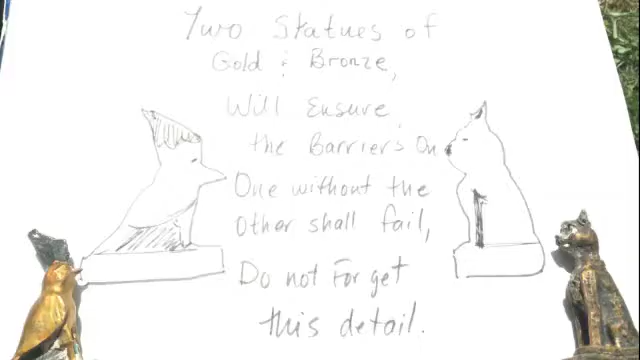 Two Statues of
Gold & Bronze,
Will Ensure
the Barrier's On
One without the
Other shall fail,
Do not Forget
this detail.